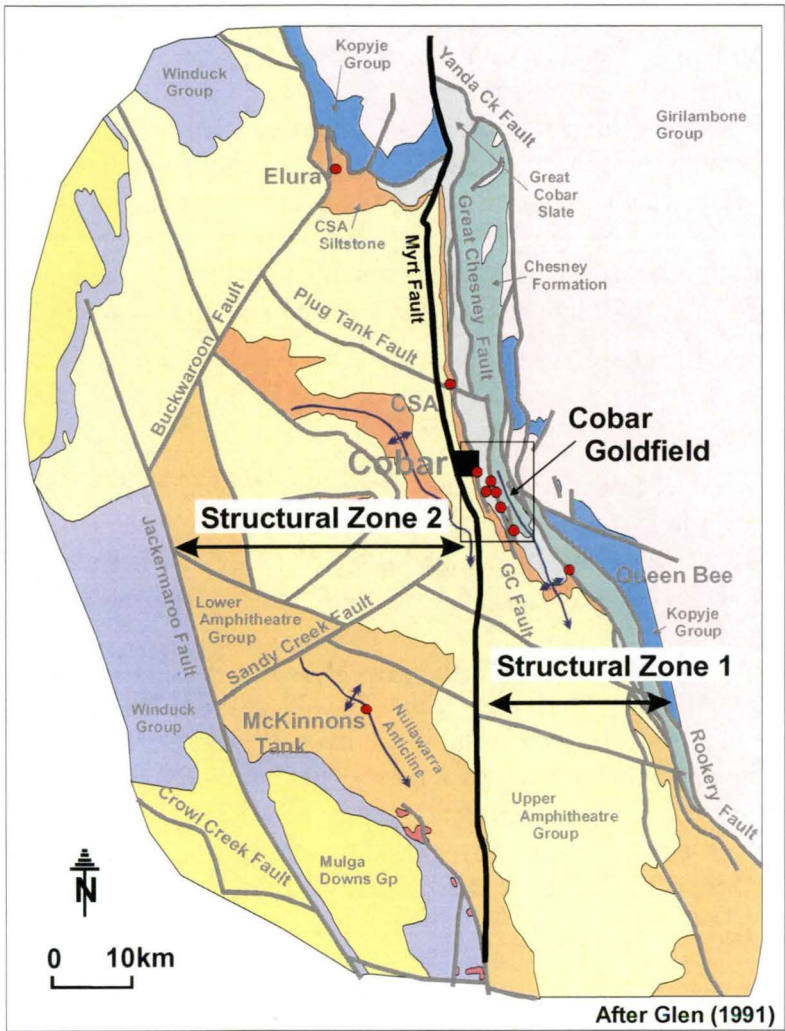 Kopyje
Group
Winduck
Group
Yanda Ck Fault
Girilambone
Group
Elura
Great
Cobar
Slate
CSA
Siltstone
Great Chesney Fault
Myrt Fault
Chesney
Formation
Buckwaroon Fault
Plug Tank Fault
CSA
Cobar
Goldfield
Cobar
Structural Zone 2
Jackermaroo Fault
GC Fault
Queen Bee
Lower
Amphitheatre
Group
Sandy Creek Fault
Kopyje
Group
Structural Zone 1
Winduck
Group
McKinnons
Tank
Nullawarra
Anticline
Rookery Fault
Crowl Creek Fault
Upper
Amphitheatre
Group
Mulga
Downs Gp
N
0 10km
After Glen (1991)